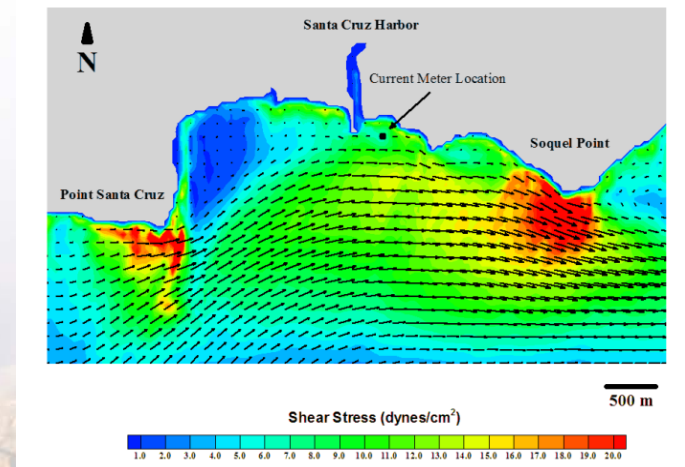 Santa Cruz Harbor
N
Current Meter Location
Soquel Point
Point Santa Cruz
500 m
Shear Stress (dynes/cm²)
1.0 2.0 3.0 4.0 5.0 6.0 7.0 8.0 9.0 10.0 11.0 12.0 13.0 14.0 15.0 16.0 17.0 18.0 19.0 20.0